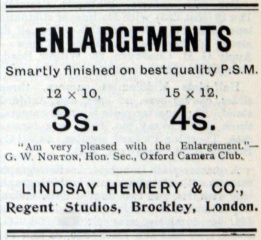 ENLARGEMENTS
Smartly finished on best quality P.S.M.
12 × 10, 15 × 12,
3s. 4s.
"Am very pleased with the Enlargement."—
G. W. NORTON, Hon. Sec., Oxford Camera Club.
LINDSAY HEMERY & CO.,
Regent Studios, Brockley, London.